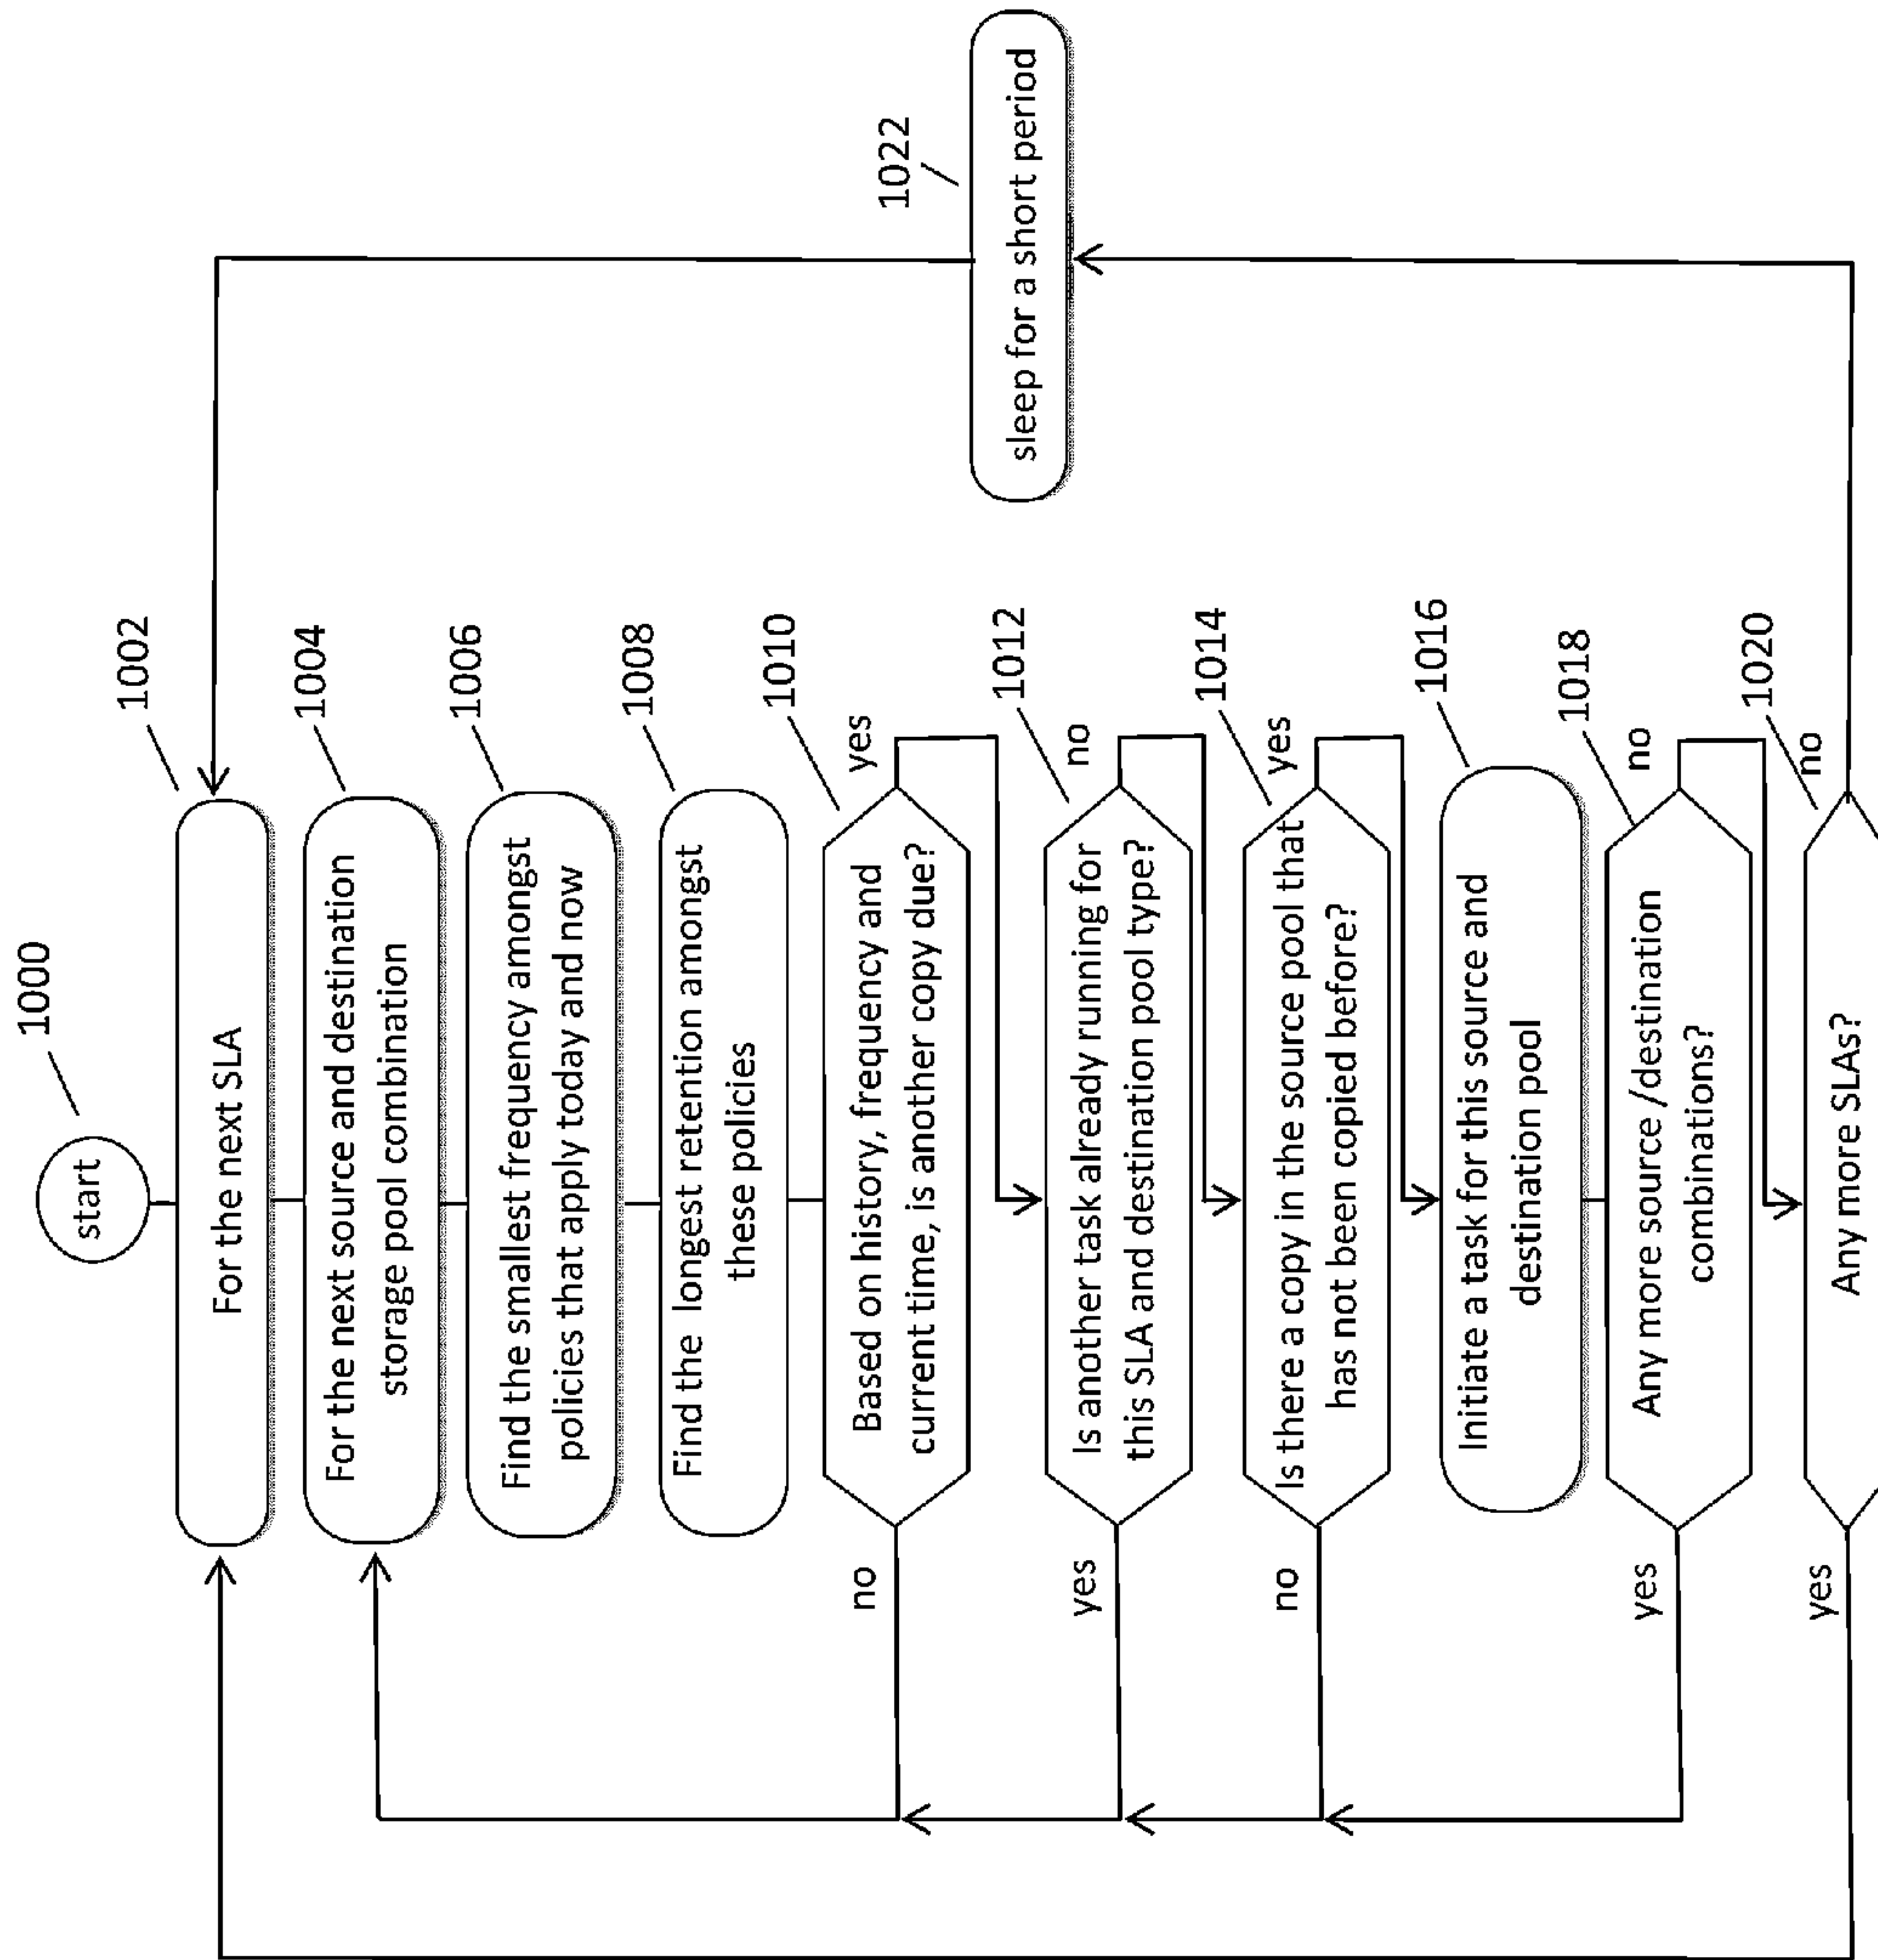 1000
start
1002
For the next SLA
1004
For the next source and destination
storage pool combination
1006
Find the smallest frequency amongst
policies that apply today and now
1008
Find the longest retention amongst
these policies
1010
Based on history, frequency and
current time, is another copy due?
no
yes
1012
Is another task already running for
this SLA and destination pool type?
yes
no
1014
Is there a copy in the source pool that
has not been copied before?
no
yes
1016
Initiate a task for this source and
destination pool
1018
Any more source /destination
combinations?
yes
no
1020
Any more SLAs?
yes
no
1022
sleep for a short period